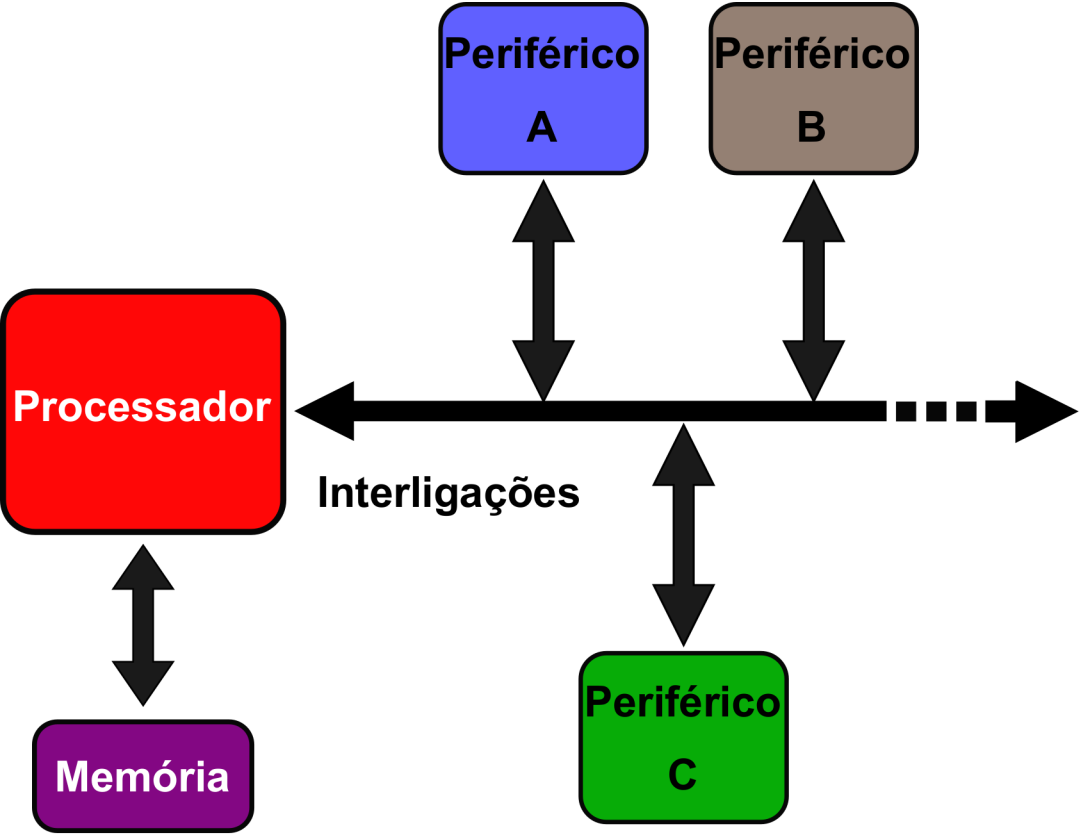 Periférico
A
Periférico
B
Processador
Interligações
Periférico
C
Memória